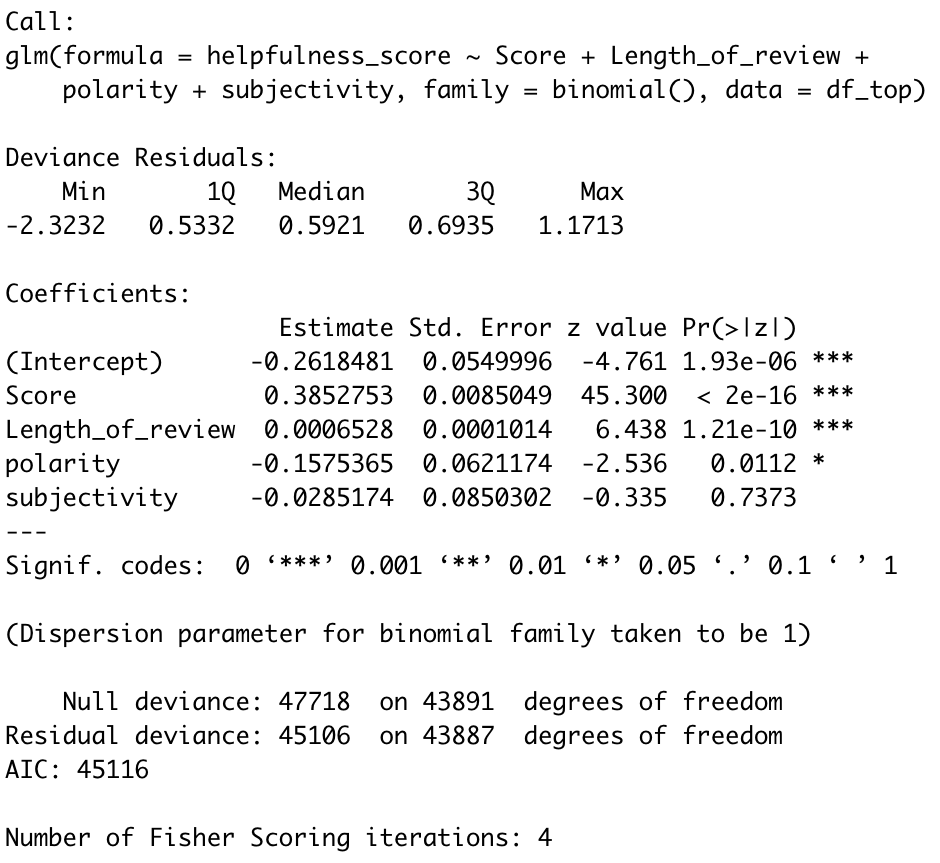 Call:
glm(formula = helpfulness_score ~ Score + Length_of_review +
    polarity + subjectivity, family = binomial(), data = df_top)

Deviance Residuals:
    Min       1Q   Median       3Q      Max
-2.3232   0.5332   0.5921   0.6935   1.1713

Coefficients:
                   Estimate Std. Error z value Pr(>|z|)
(Intercept)      -0.2618481  0.0549996  -4.761 1.93e-06 ***
Score             0.3852753  0.0085049  45.300  < 2e-16 ***
Length_of_review  0.0006528  0.0001014   6.438 1.21e-10 ***
polarity         -0.1575365  0.0621174  -2.536   0.0112 *
subjectivity     -0.0285174  0.0850302  -0.335   0.7373
---
Signif. codes:  0 ‘***’ 0.001 ‘**’ 0.01 ‘*’ 0.05 ‘.’ 0.1 ‘ ’ 1

(Dispersion parameter for binomial family taken to be 1)

    Null deviance: 47718  on 43891  degrees of freedom
Residual deviance: 45106  on 43887  degrees of freedom
AIC: 45116

Number of Fisher Scoring iterations: 4